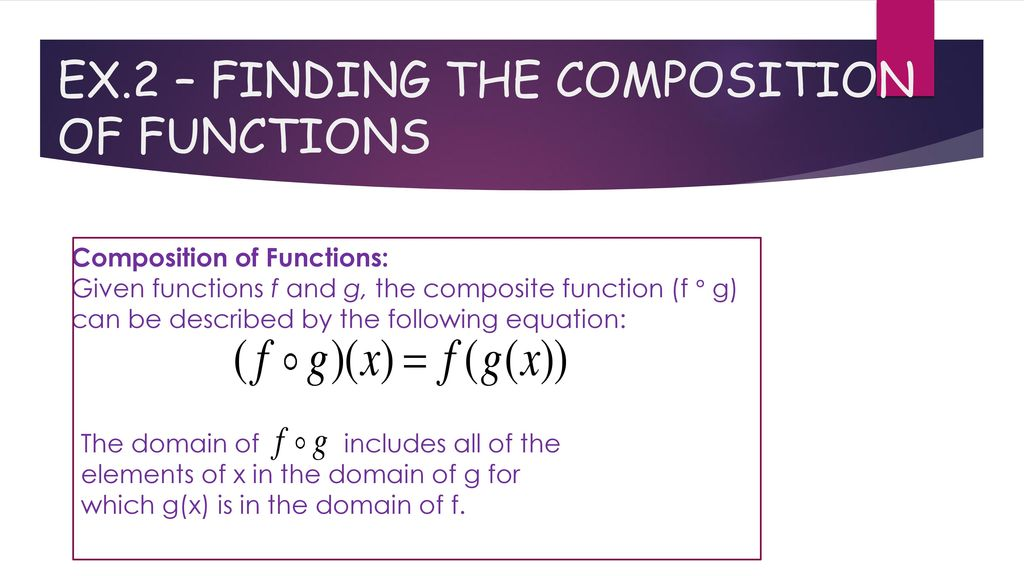 EX.2 – FINDING THE COMPOSITION
OF FUNCTIONS
Composition of Functions:
Given functions f and g, the composite function (f ° g)
can be described by the following equation:
(f ∘ g)(x) = f(g(x))
The domain of f ∘ g includes all of the
elements of x in the domain of g for
which g(x) is in the domain of f.